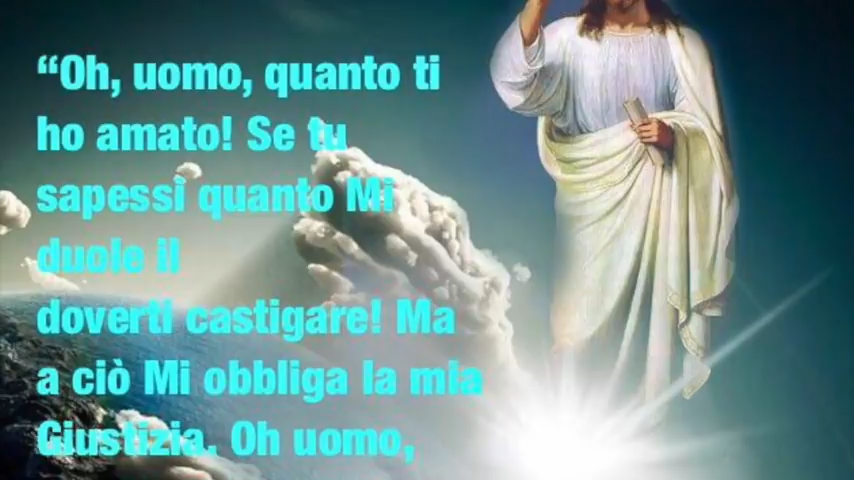 “Oh, uomo, quanto ti
ho amato! Se tu
sapessi quanto Mi
duole il
doverti castigare! Ma
a ciò Mi obbliga la mia
Giustizia. Oh uomo,